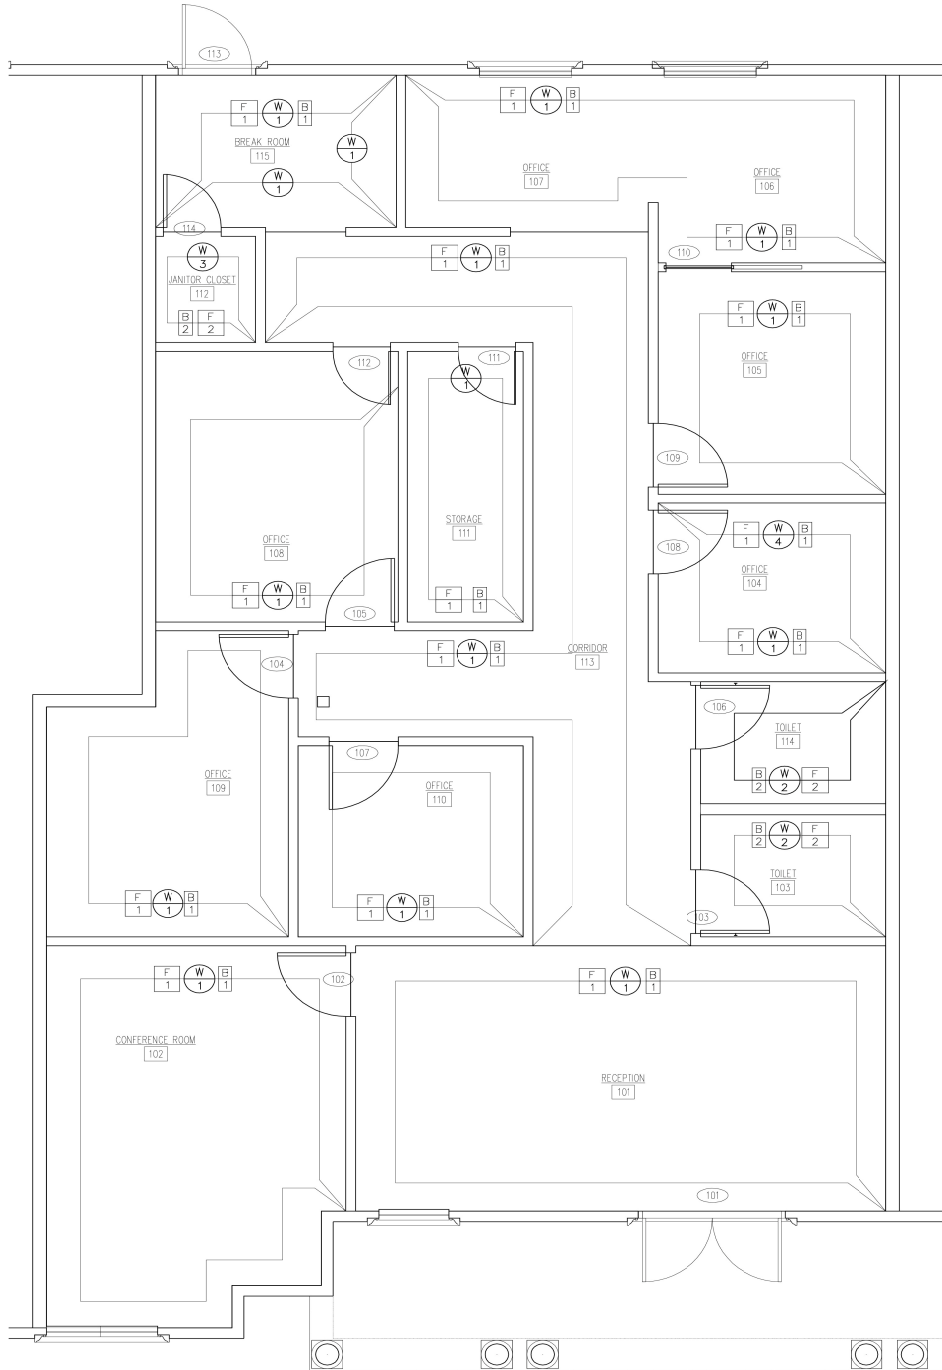 113
F W B
1 1 1
BREAK ROOM
115
W
1
W
1
114
F W B
1 1 1
OFFICE
107
OFFICE
106
F W B
1 1 1
110
W
3
JANITOR CLOSET
112
B F
2 2
F W B
1 1 1
F W B
1 1 1
OFFICE
105
109
112
111
W
1
STORAGE
111
F B
1 1
OFFICE
108
F W B
1 1 1
105
108
W B
1 4 1
OFFICE
104
F W B
1 1 1
104
F W B
1 1 1
CORRIDOR
113
106
TOILET
114
B W F
2 2 2
107
OFFICE
110
F W B
1 1 1
OFFICE
109
F W B
1 1 1
B W F
2 2 2
TOILET
103
103
F W B
1 1 1
102
CONFERENCE ROOM
102
F W B
1 1 1
RECEPTION
101
101